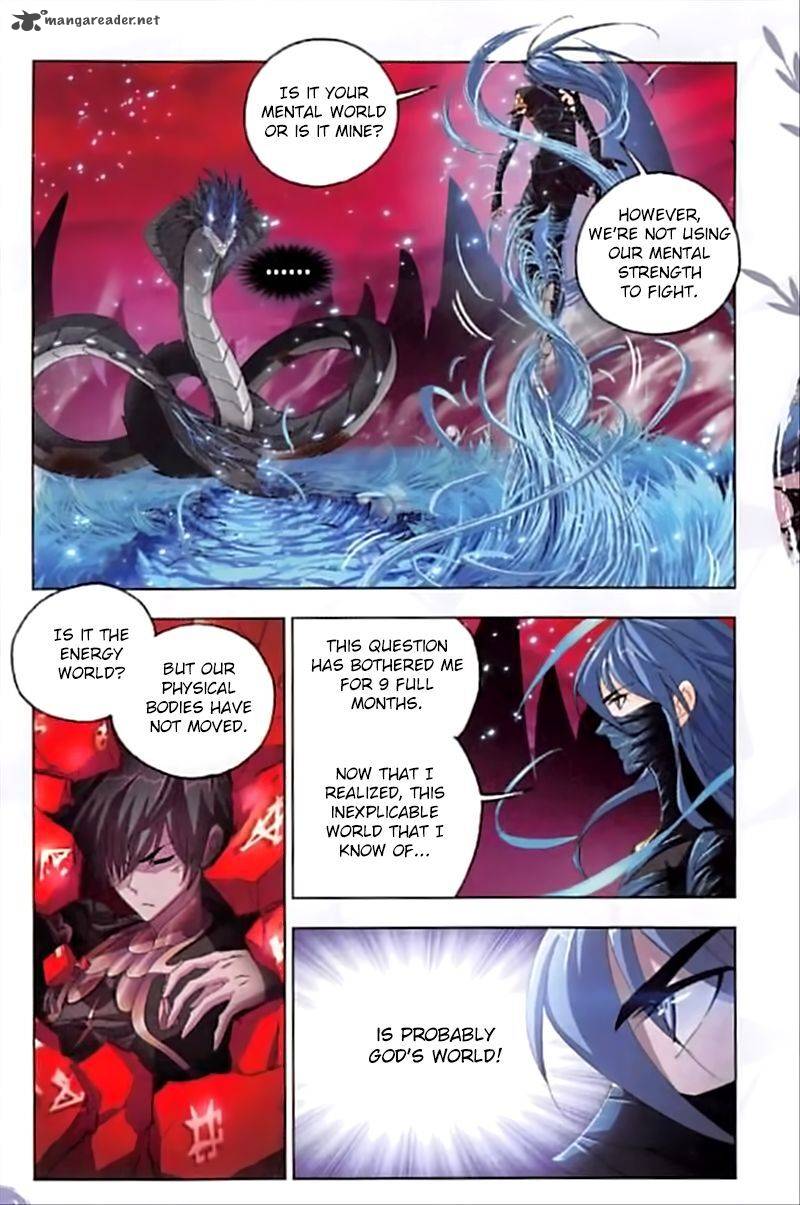 mangareader.net
IS IT YOUR
MENTAL WORLD
OR IS IT MINE?
......
HOWEVER,
WE'RE NOT USING
OUR MENTAL
STRENGTH
TO FIGHT.
IS IT THE
ENERGY
WORLD?
BUT OUR
PHYSICAL
BODIES HAVE
NOT MOVED.
THIS QUESTION
HAS BOTHERED ME
FOR 9 FULL
MONTHS.
NOW THAT I
REALIZED, THIS
INEXPLICABLE
WORLD THAT I
KNOW OF...
IS PROBABLY
GOD'S WORLD!